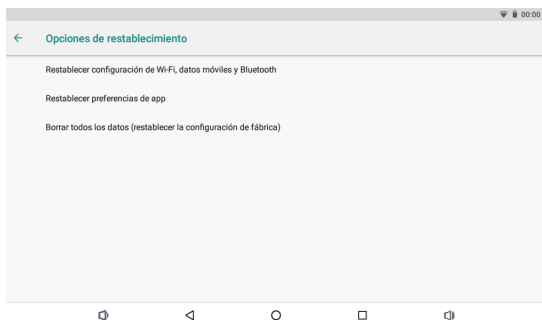 00:00
Opciones de restablecimiento
Restablecer configuración de Wi-Fi, datos móviles y Bluetooth
Restablecer preferencias de app
Borrar todos los datos (restablecer la configuración de fábrica)